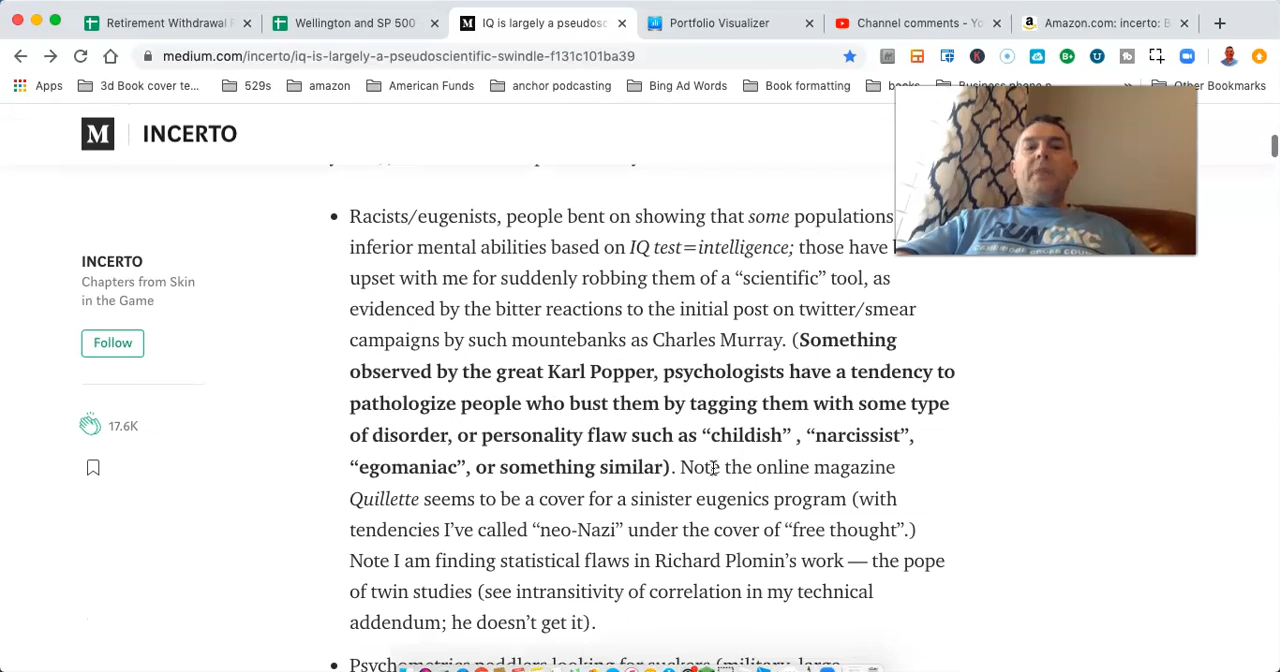 Retirement Withdrawal
Wellington and SP 500
IQ is largely a pseudosc
Portfolio Visualizer
Channel comments - Yo
Amazon.com: incerto: B
medium.com/incerto/iq-is-largely-a-pseudoscientific-swindle-f131c101ba39
Apps
3d Book cover te...
529s
amazon
American Funds
anchor podcasting
Bing Ad Words
Book formatting
books
Other Bookmarks
M INCERTO
INCERTO
Chapters from Skin
in the Game
Follow
17.6K
• Racists/eugenists, people bent on showing that some populations
inferior mental abilities based on IQ test=intelligence; those have
upset with me for suddenly robbing them of a “scientific” tool, as
evidenced by the bitter reactions to the initial post on twitter/smear
campaigns by such mountebanks as Charles Murray. (Something
observed by the great Karl Popper, psychologists have a tendency to
pathologize people who bust them by tagging them with some type
of disorder, or personality flaw such as “childish” , “narcissist”,
“egomaniac”, or something similar). Note the online magazine
Quillette seems to be a cover for a sinister eugenics program (with
tendencies I’ve called “neo-Nazi” under the cover of “free thought”.)
Note I am finding statistical flaws in Richard Plomin’s work — the pope
of twin studies (see intransitivity of correlation in my technical
addendum; he doesn’t get it).